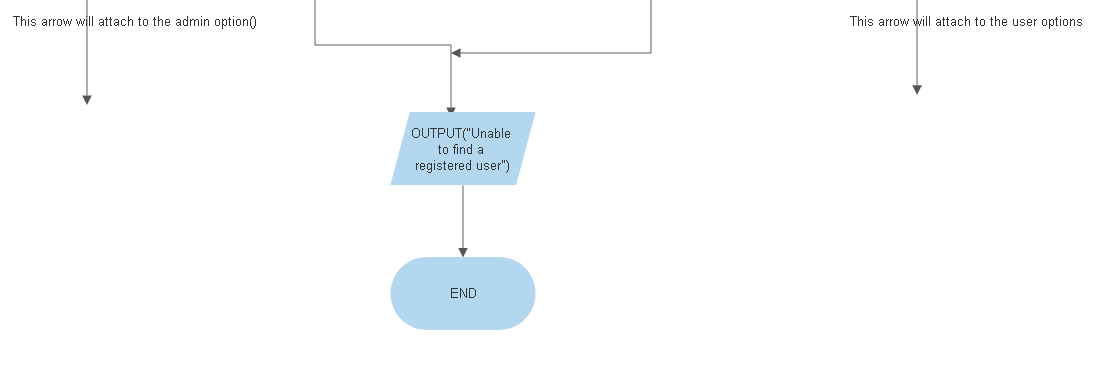 This arrow will attach to the admin option()
This arrow will attach to the user options
OUTPUT("Unable
to find a
registered user")
END